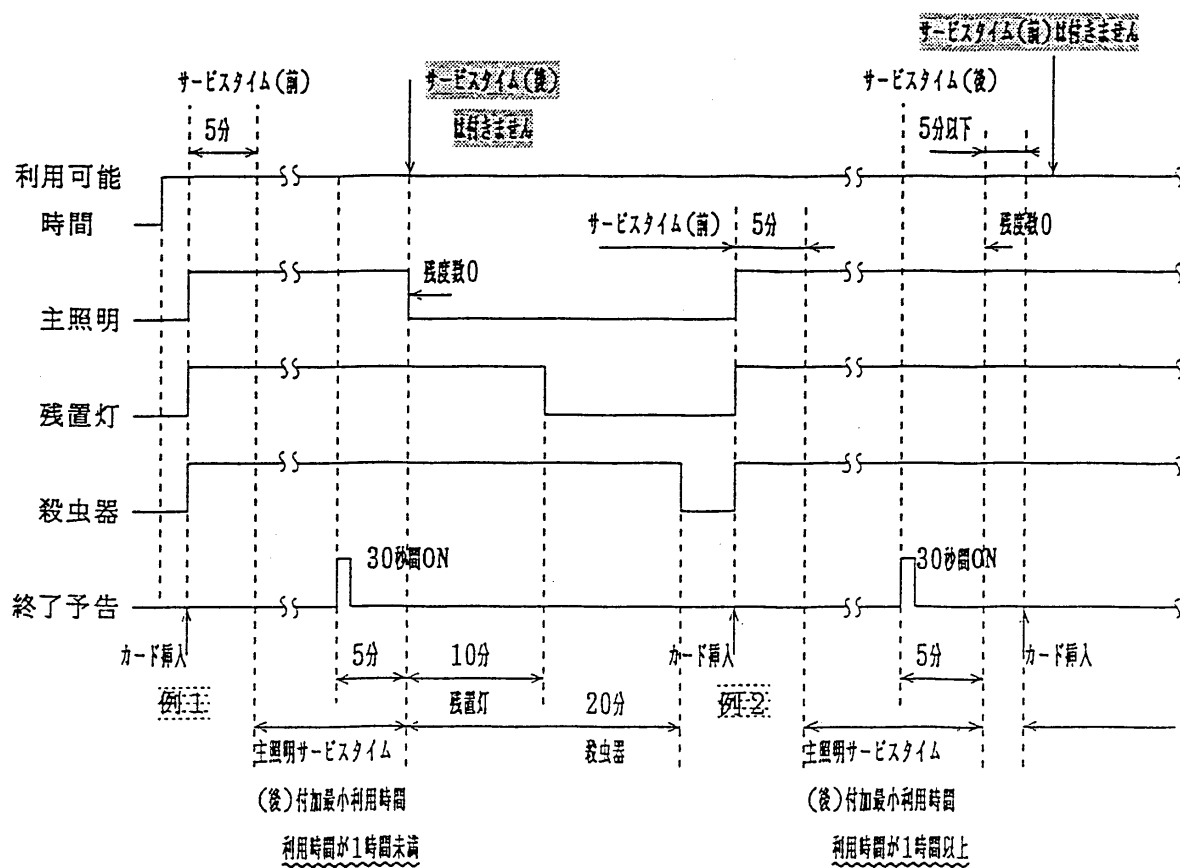 サービスタイム(前)は付きません
サービスタイム(前)
サービスタイム(後)
は付きません
サービスタイム(後)
5分
5分以下
利用可能
時間
サービスタイム(前)
5分
残度数0
残度数0
主照明
残置灯
殺虫器
30秒間ON
30秒間ON
終了予告
カード挿入
5分
10分
カード挿入
5分
カード挿入
例1
残置灯
20分
例2
主照明サービスタイム
殺虫器
主照明サービスタイム
(後)付加最小利用時間
(後)付加最小利用時間
利用時間が1時間未満
利用時間が1時間以上